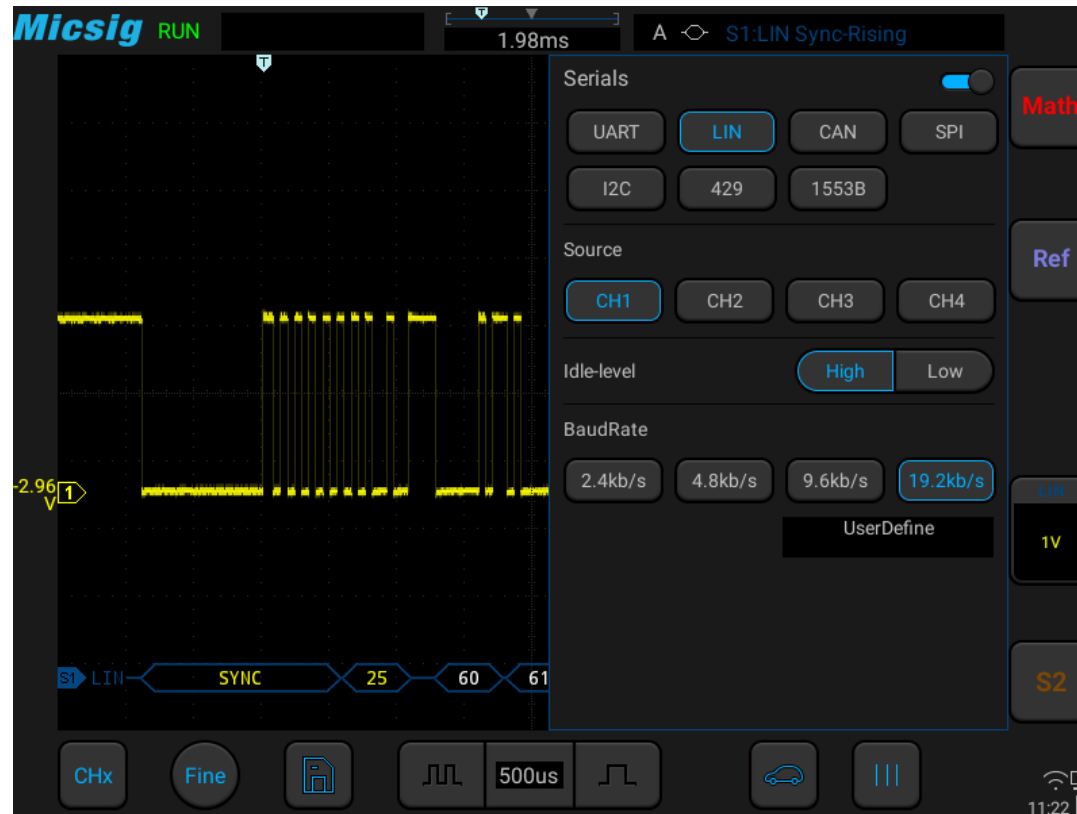 Micsig RUN
T
1.98ms
A S1:LIN Sync-Rising
T
Serials
UART LIN CAN SPI
I2C 429 1553B
Source
CH1 CH2 CH3 CH4
Idle-level High Low
BaudRate
2.4kb/s 4.8kb/s 9.6kb/s 19.2kb/s
UserDefine
-2.96
V
1
S1 LIN SYNC 25 60 61
Math
Ref
LIN
1V
S2
CHx Fine 500us
11:22